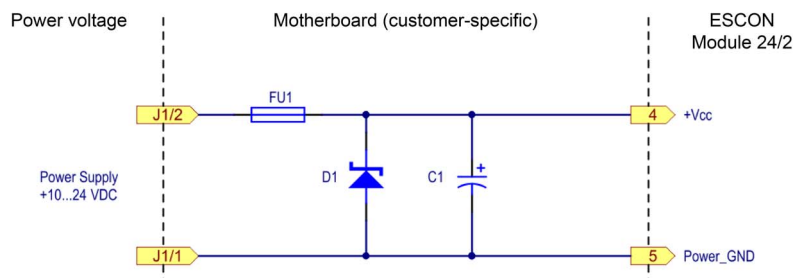 Power voltage
Motherboard (customer-specific)
ESCON
Module 24/2
FU1
J1/2
4
+Vcc
Power Supply
+10...24 VDC
D1
C1
+
J1/1
5
Power_GND